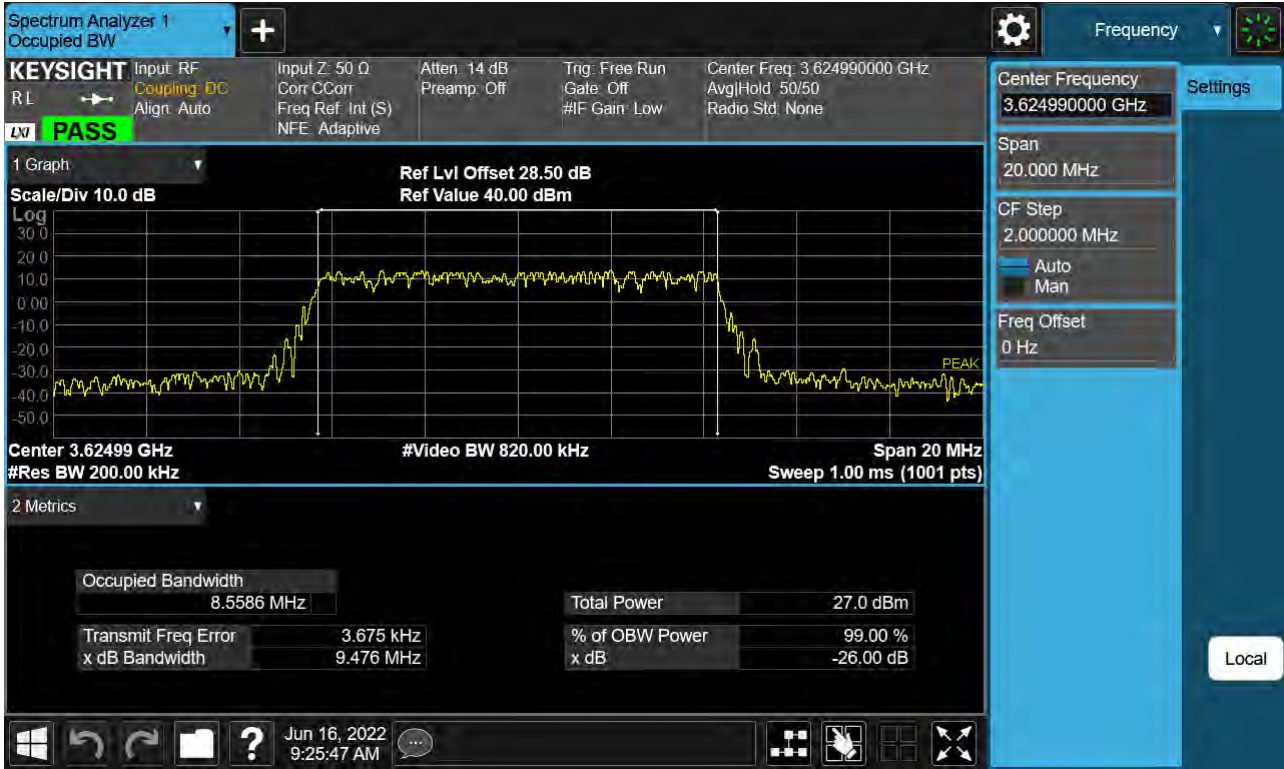 Spectrum Analyzer 1
Occupied BW
Frequency
KEYSIGHT
R L
LXI
PASS
Input: RF
Coupling: DC
Align: Auto
Input Z: 50 Ω
Corr CCorr
Freq Ref: Int (S)
NFE: Adaptive
Atten: 14 dB
Preamp: Off
Trig: Free Run
Gate: Off
#IF Gain: Low
Center Freq: 3.624990000 GHz
Avg|Hold: 50/50
Radio Std: None
Center Frequency
3.624990000 GHz
Settings
Span
20.000 MHz
CF Step
2.000000 MHz
Auto
Man
Freq Offset
0 Hz
1 Graph
Ref Lvl Offset 28.50 dB
Scale/Div 10.0 dB
Ref Value 40.00 dBm
Log
30.0
20.0
10.0
0.00
-10.0
-20.0
-30.0
-40.0
-50.0
PEAK
Center 3.62499 GHz
#Video BW 820.00 kHz
Span 20 MHz
#Res BW 200.00 kHz
Sweep 1.00 ms (1001 pts)
2 Metrics
Occupied Bandwidth
8.5586 MHz
Total Power 27.0 dBm
Transmit Freq Error 3.675 kHz
% of OBW Power 99.00 %
x dB Bandwidth 9.476 MHz
x dB -26.00 dB
Local
?
Jun 16, 2022
9:25:47 AM